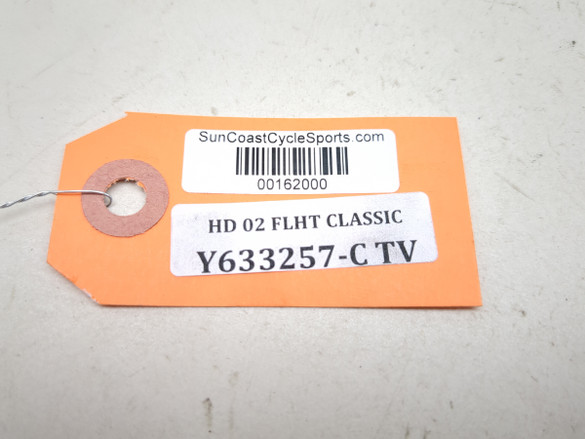 SunCoastCycleSports.com
00162000
HD 02 FLHT CLASSIC
Y633257-C TV